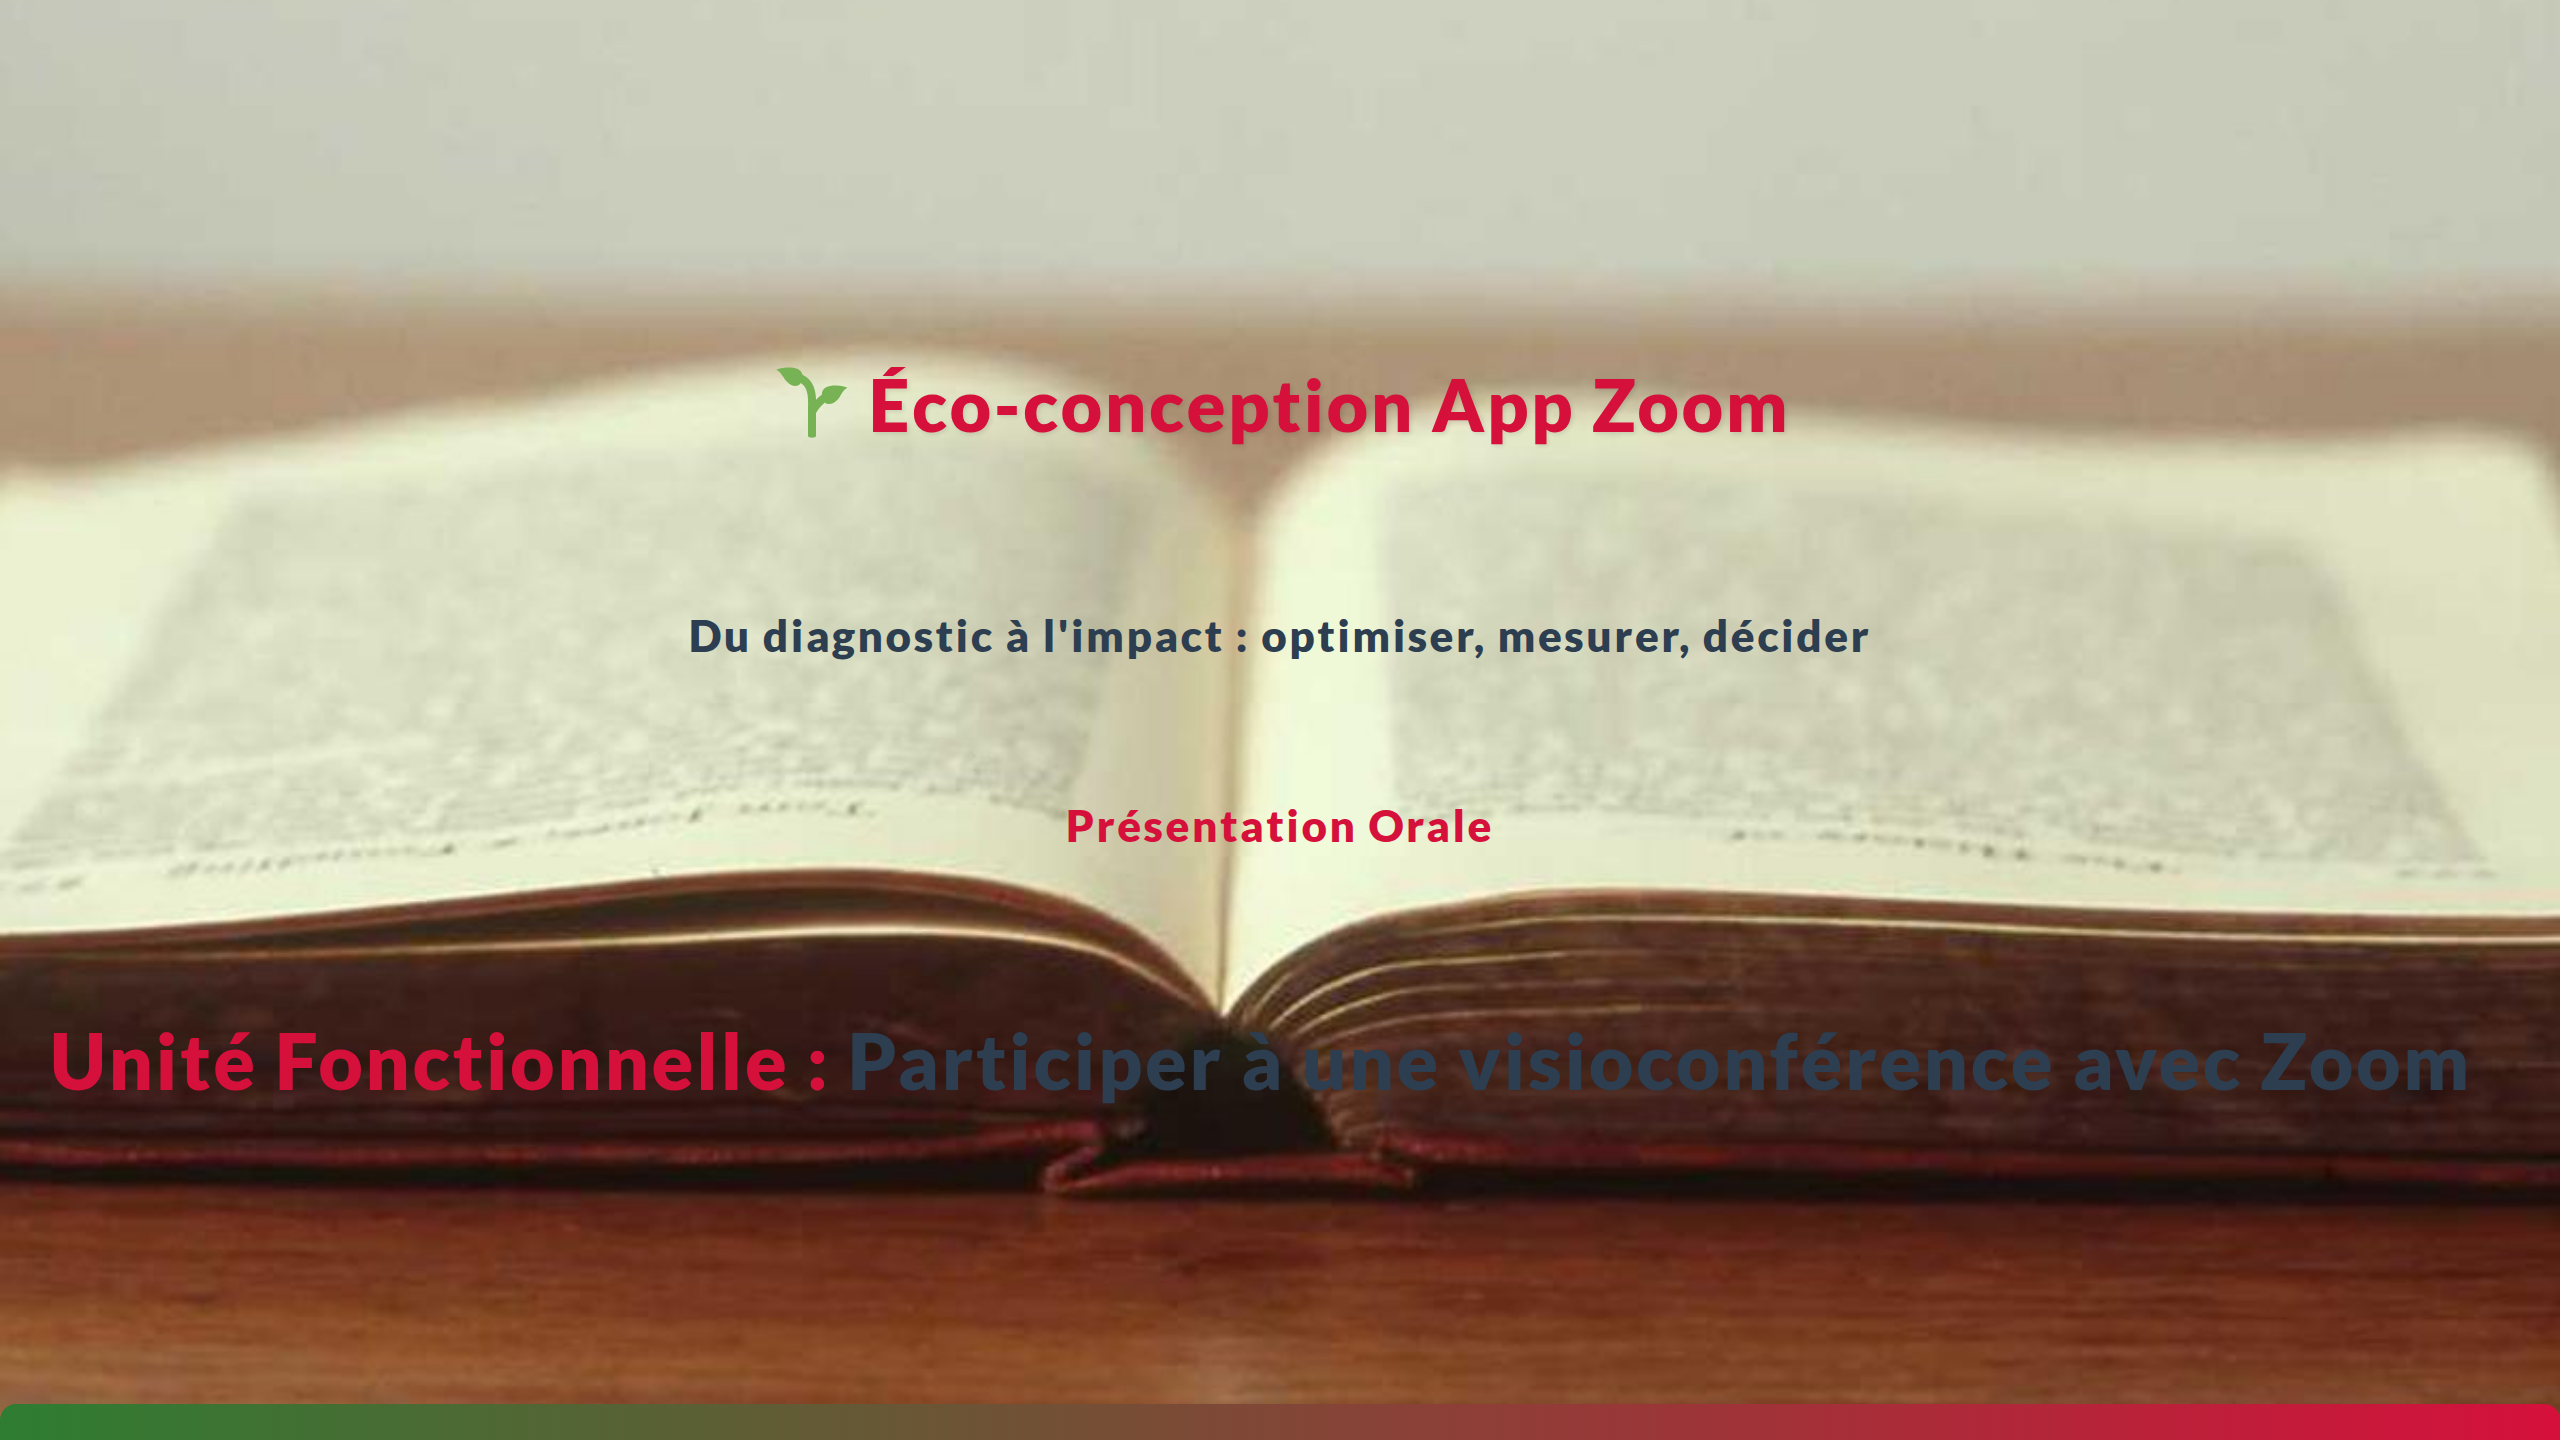 Éco-conception App Zoom
Du diagnostic à l'impact : optimiser, mesurer, décider
Présentation Orale
Unité Fonctionnelle : Participer à une visioconférence avec Zoom